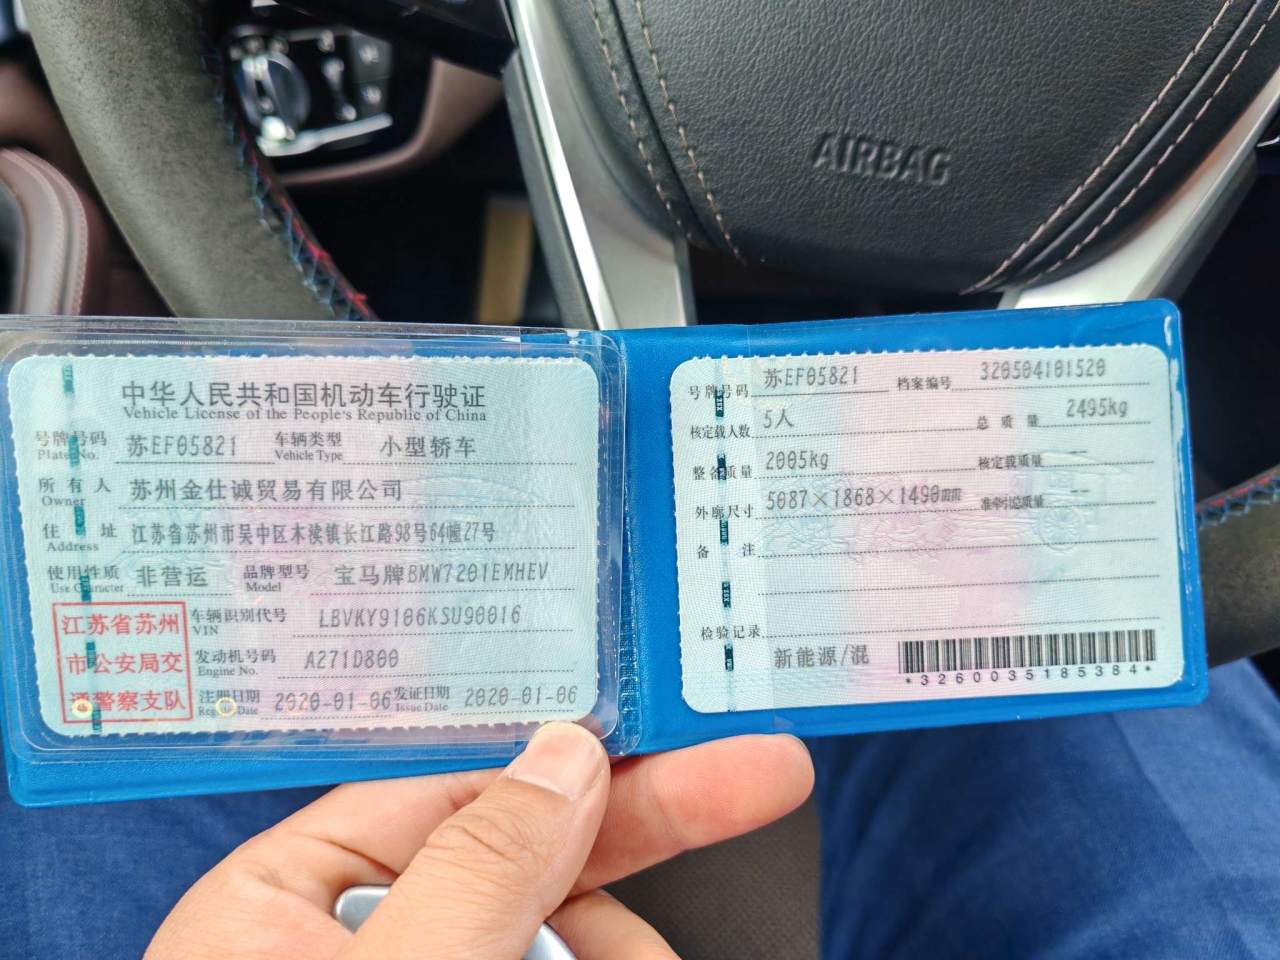 AIRBAG
中华人民共和国机动车行驶证
Vehicle License of the People's Republic of China
号牌号码 Plate No. 苏EF05821 车辆类型 Vehicle Type 小型轿车
所有人 Owner 苏州金仕诚贸易有限公司
住址 Address 江苏省苏州市吴中区木渎镇长江路98号64幢27号
使用性质 Use Character 非营运 品牌型号 Model 宝马牌BMW7201EMHEV
江苏省苏州
市公安局交
通警察支队
车辆识别代号 VIN LBVKY9106KSU90016
发动机号码 Engine No. A271D800
注册日期 Register Date 2020-01-06 发证日期 Issue Date 2020-01-06
号牌号码 苏EF05821 档案编号 320504101520
核定载人数 5人 总质量 2495kg
整备质量 2005kg 核定载质量 --
外廓尺寸 5087×1868×1490mm 准牵引总质量 --
备注
检验记录
新能源/混
*3260035185384*